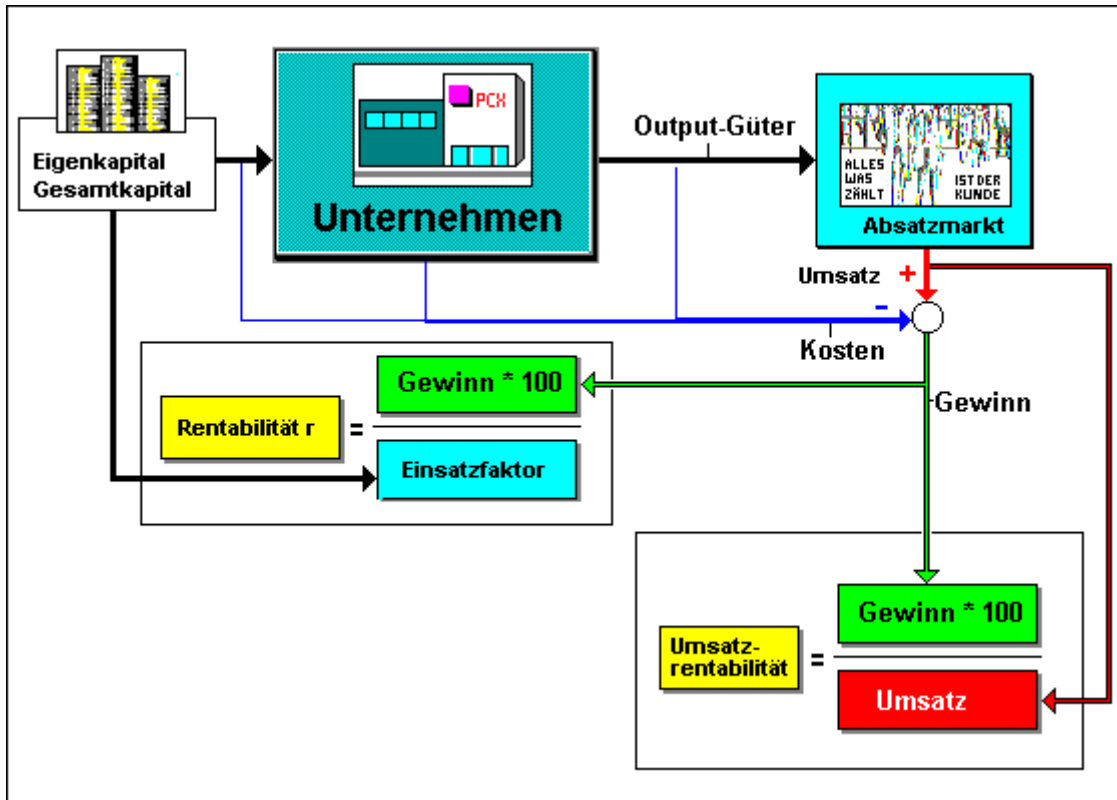 Eigenkapital
Gesamtkapital
PCX
Unternehmen
Output-Güter
ALLES
WAS
ZÄHLT
IST DER
KUNDE
Absatzmarkt
Umsatz
+
-
Kosten
Gewinn
Rentabilität r
=
Gewinn * 100
Einsatzfaktor
Umsatz-
rentabilität
=
Gewinn * 100
Umsatz